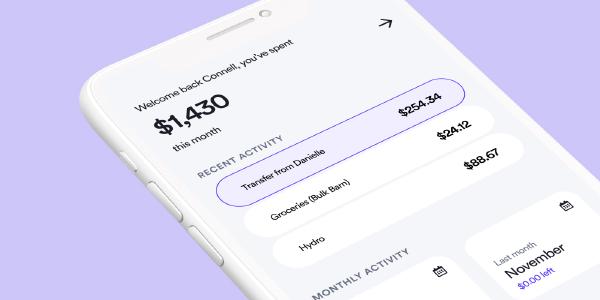 Welcome back Connell, you've spent
$1,430
this month
RECENT ACTIVITY
Transfer from Danielle $254.34
Groceries (Bulk Barn) $24.12
Hydro $88.67
MONTHLY ACTIVITY
Last month
November
$0.00 left